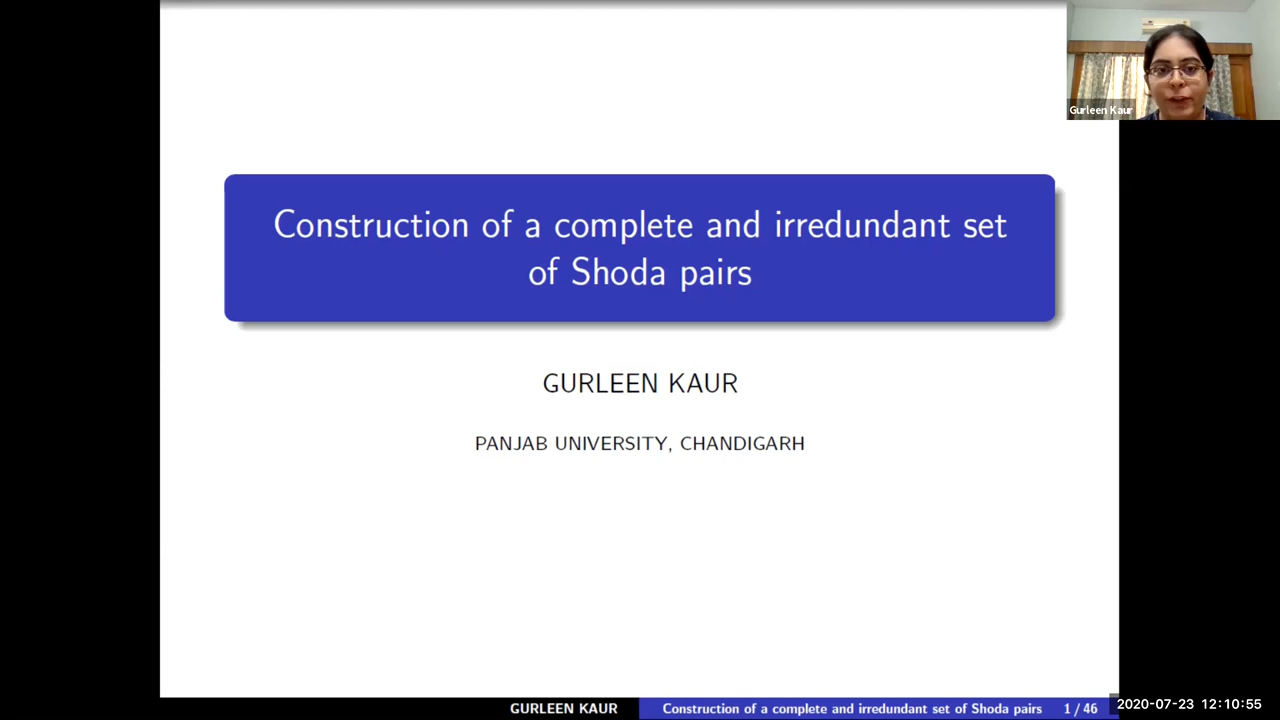 Gurleen Kaur
Construction of a complete and irredundant set
of Shoda pairs
GURLEEN KAUR
PANJAB UNIVERSITY, CHANDIGARH
GURLEEN KAUR
Construction of a complete and irredundant set of Shoda pairs
1 / 46
2020-07-23 12:10:55